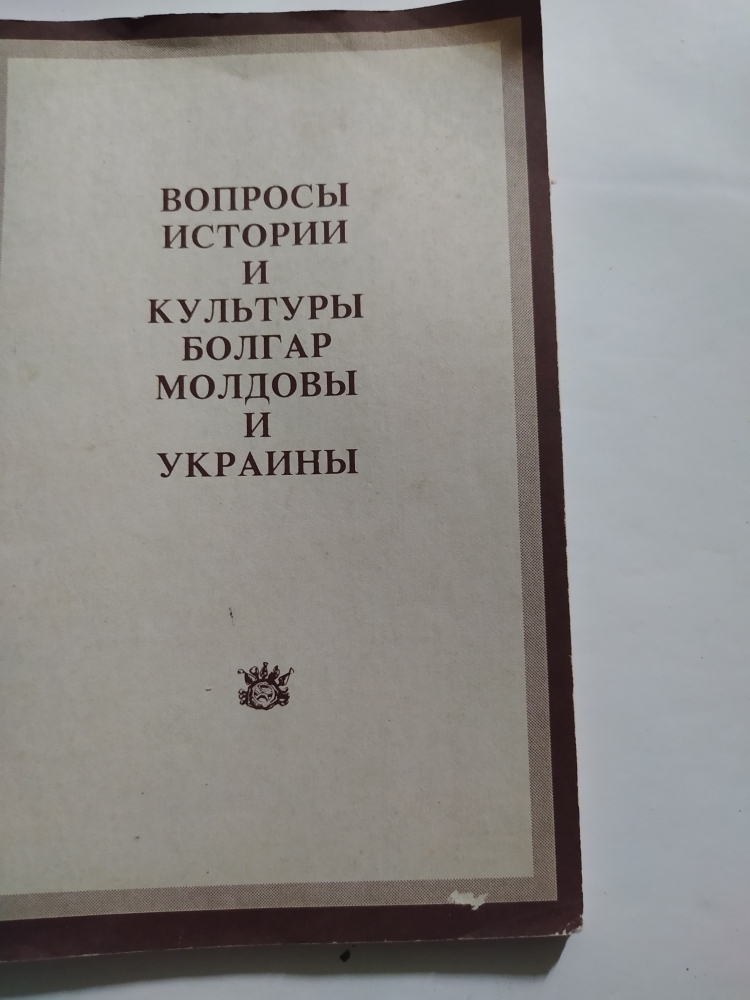 ВОПРОСЫ
ИСТОРИИ
И
КУЛЬТУРЫ
БОЛГАР
МОЛДОВЫ
И
УКРАИНЫ